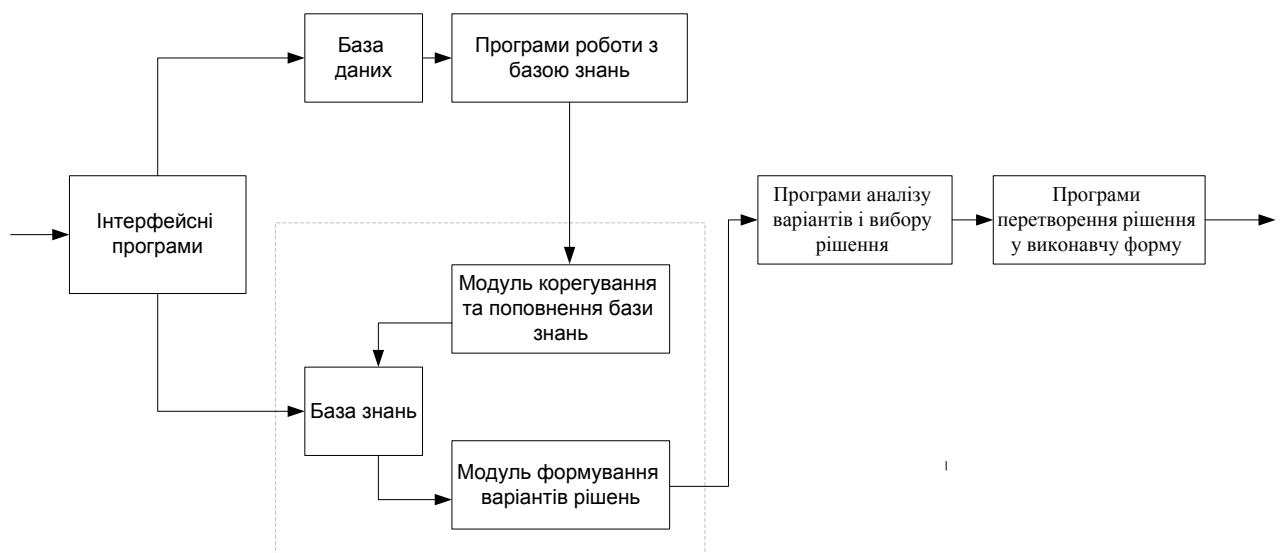 База
даних
Програми роботи з
базою знань
Інтерфейсні
програми
Програми аналізу
варіантів і вибору
рішення
Програми
перетворення рішення
у виконавчу форму
Модуль корегування
та поповнення бази
знань
База знань
Модуль формування
варіантів рішень